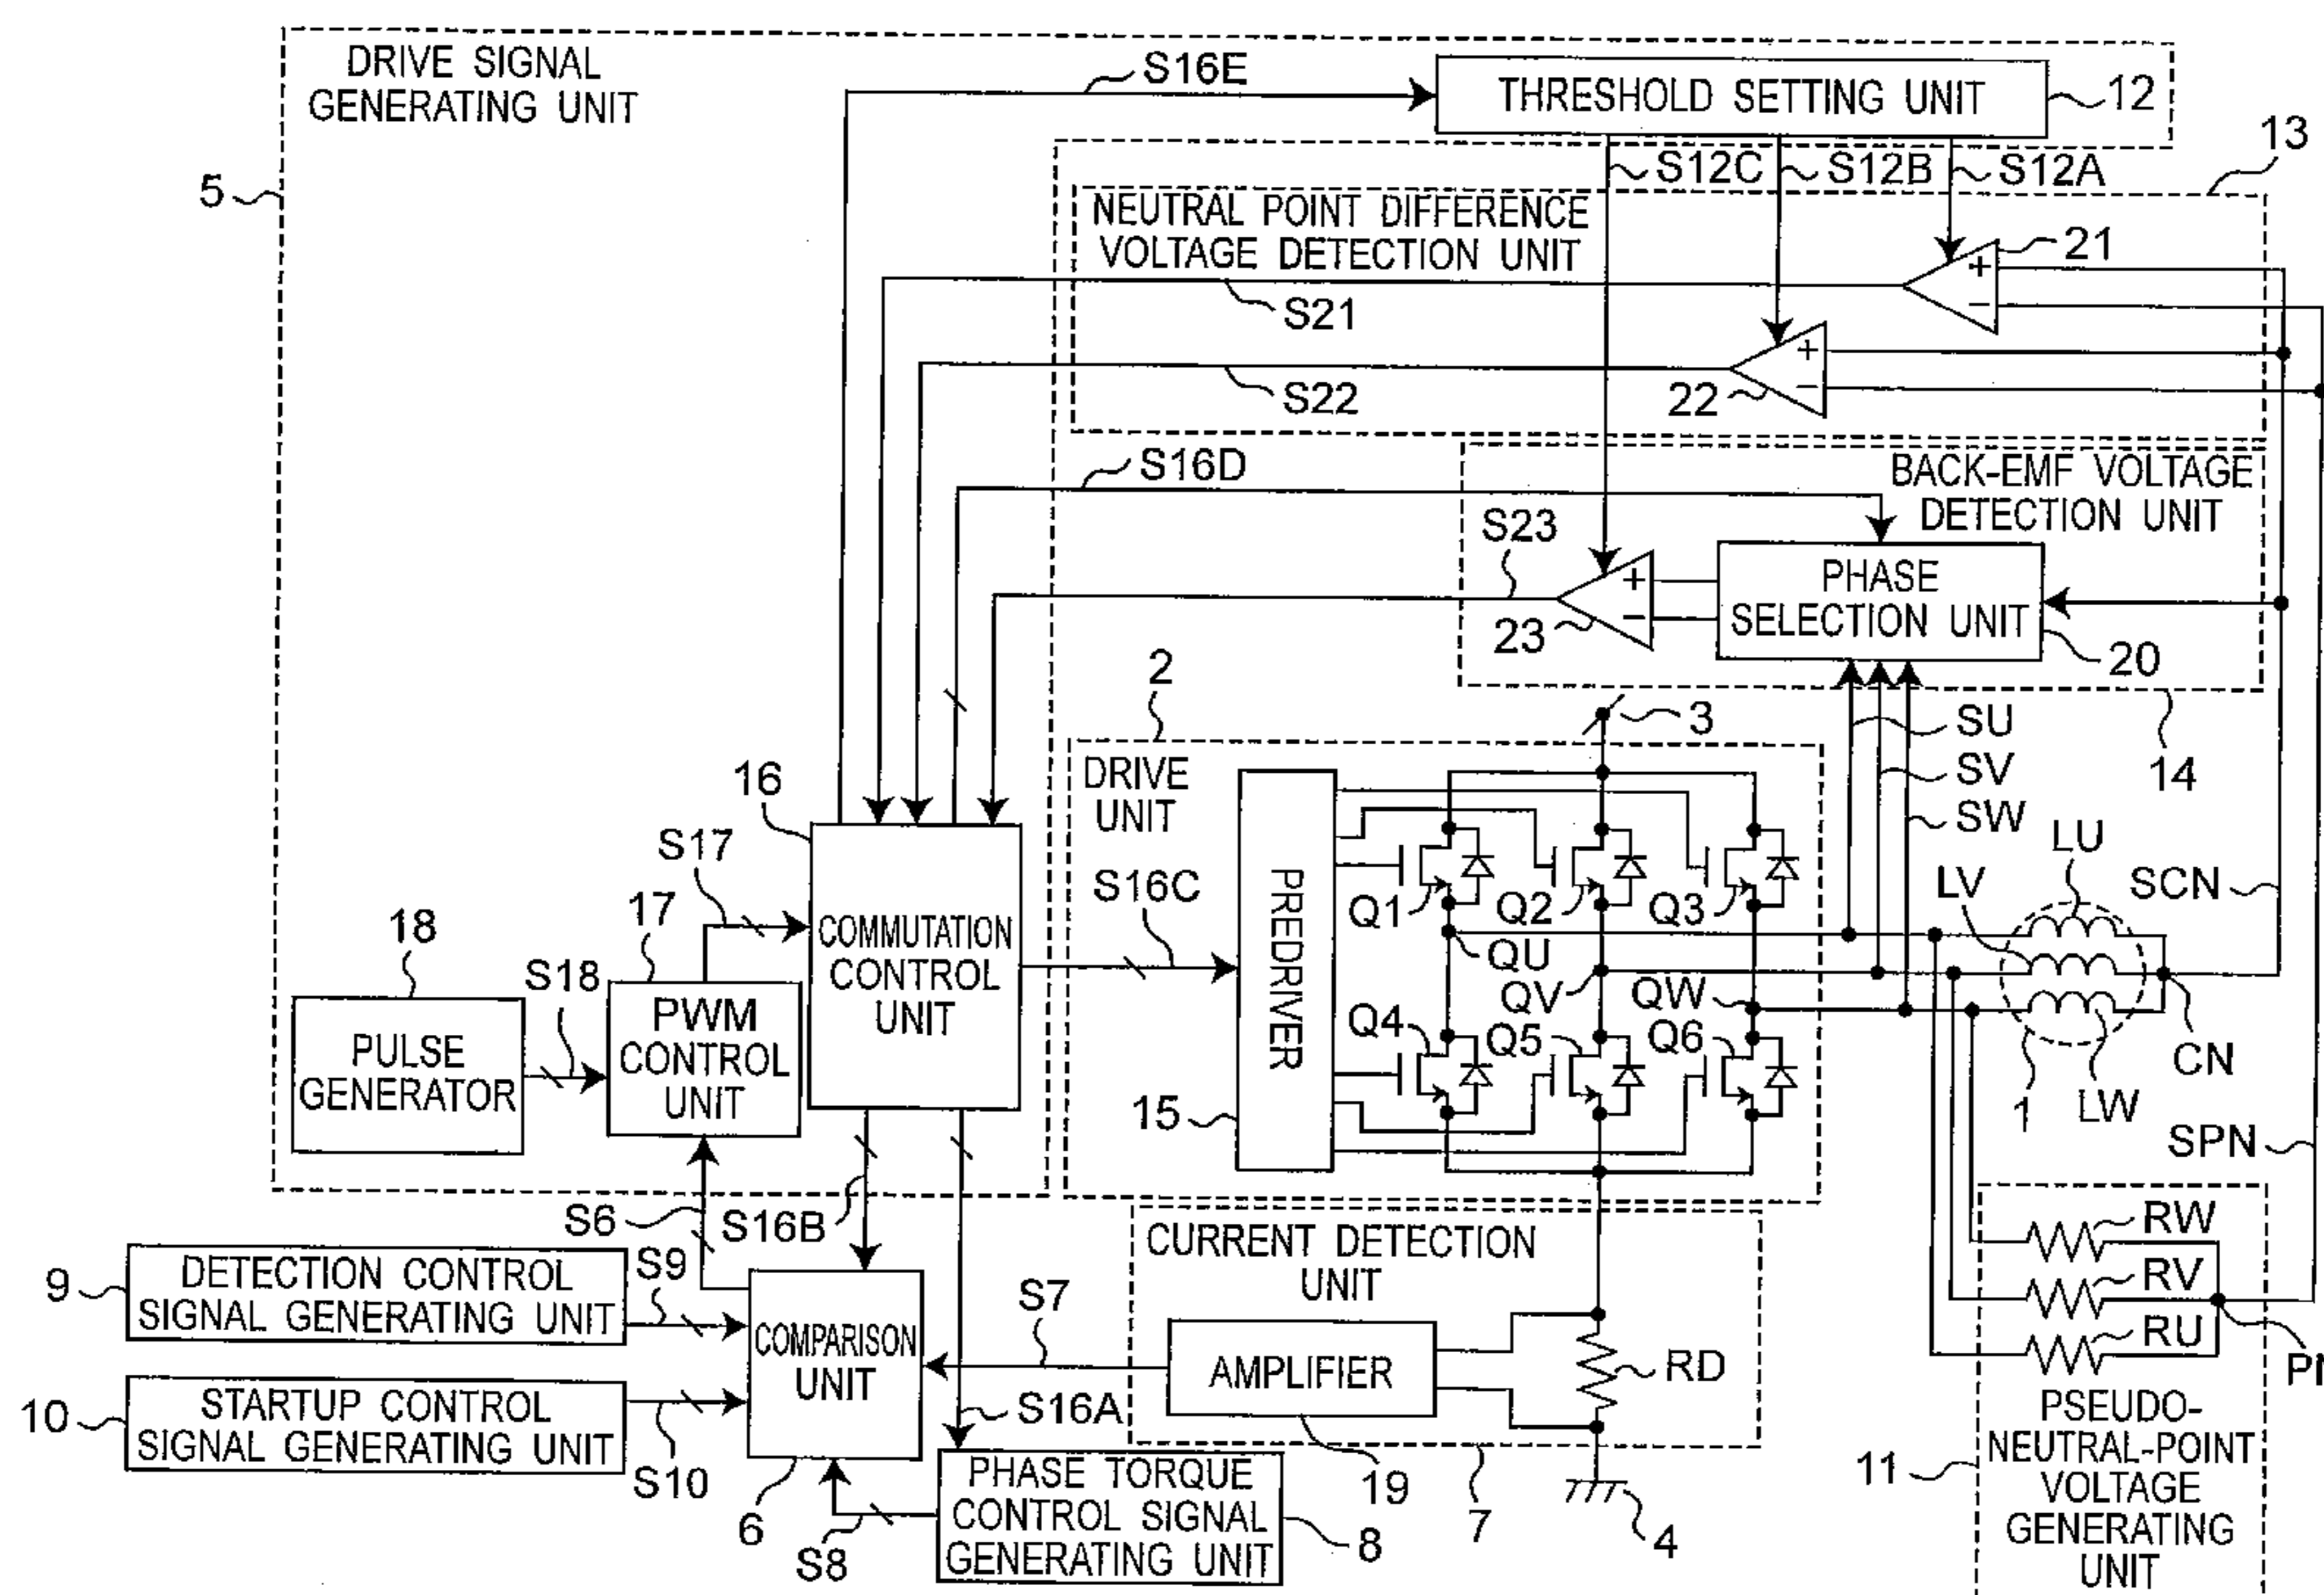 DRIVE SIGNAL
GENERATING UNIT
S16E
THRESHOLD SETTING UNIT
12
13
5
S12C
S12B
S12A
NEUTRAL POINT DIFFERENCE
VOLTAGE DETECTION UNIT
21
+
−
S21
22
+
−
S22
S16D
BACK-EMF VOLTAGE
DETECTION UNIT
S23
PHASE
SELECTION UNIT
+
−
23
20
2
3
SU
SV
SW
14
DRIVE
UNIT
16
S17
17
18
S18
S16C
COMMUTATION
CONTROL
UNIT
PREDRIVER
Q1
Q2
Q3
QU
QV
QW
Q4
Q5
Q6
LU
LV
SCN
CN
1
LW
SPN
PULSE
GENERATOR
PWM
CONTROL
UNIT
15
S6
S16B
CURRENT DETECTION
UNIT
RW
RV
RU
9
DETECTION CONTROL
SIGNAL GENERATING UNIT
S9
COMPARISON
UNIT
S7
AMPLIFIER
RD
10
STARTUP CONTROL
SIGNAL GENERATING UNIT
S10
S16A
6
S8
PHASE TORQUE
CONTROL SIGNAL
GENERATING UNIT
8
19
7
4
11
PSEUDO-
NEUTRAL-POINT
VOLTAGE
GENERATING
UNIT